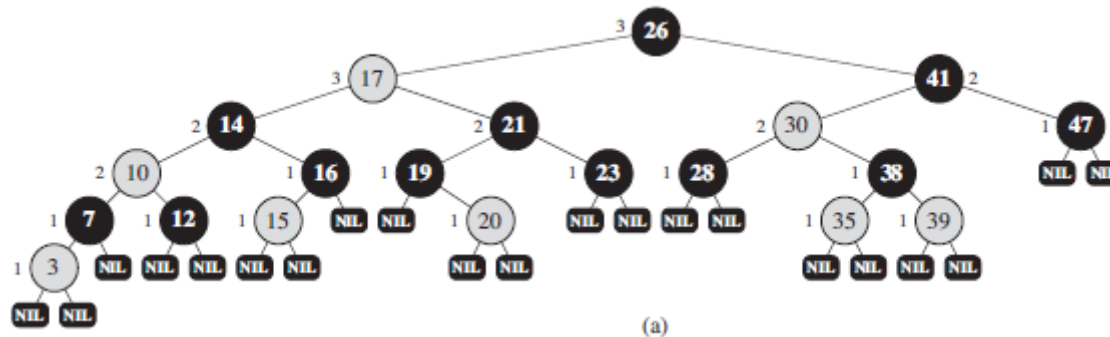 3 26
3 17 41 2
2 14 2 21 2 30 1 47
2 10 1 16 1 19 1 23 1 28 1 38 NIL NIL
1 7 1 12 1 15 NIL NIL 1 20 NIL NIL NIL NIL 1 35 1 39
1 3 NIL NIL NIL NIL NIL NIL NIL NIL NIL NIL NIL
NIL NIL
(a)